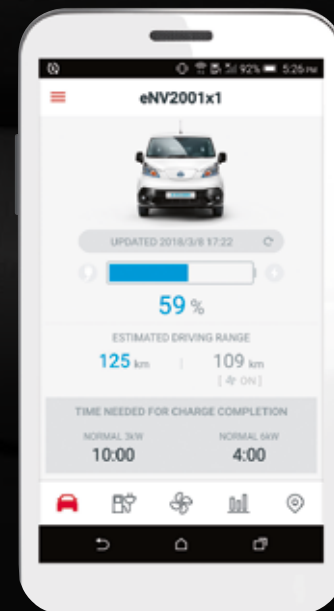 92% 5:26 PM
eNV2001x1
UPDATED 2018/3/8 17:22
59 %
ESTIMATED DRIVING RANGE
125 km | 109 km
[ ON ]
TIME NEEDED FOR CHARGE COMPLETION
NORMAL 3kW NORMAL 6kW
10:00 4:00